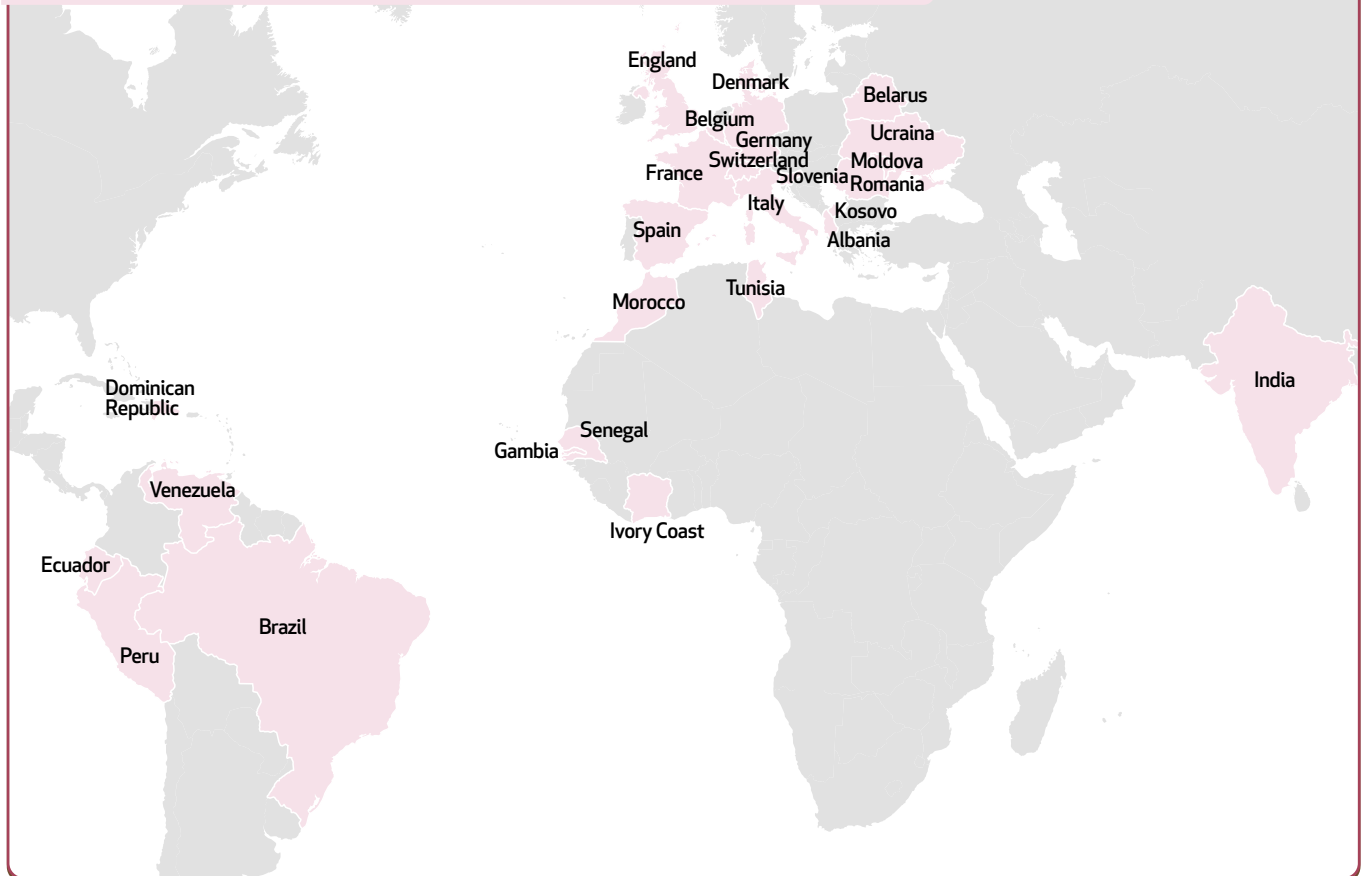 England
Denmark
Belarus
Belgium
Ucraina
Germany
Switzerland
Moldova
France
Slovenia
Romania
Italy
Kosovo
Spain
Albania
Tunisia
Morocco
India
Dominican
Republic
Senegal
Gambia
Venezuela
Ivory Coast
Ecuador
Brazil
Peru